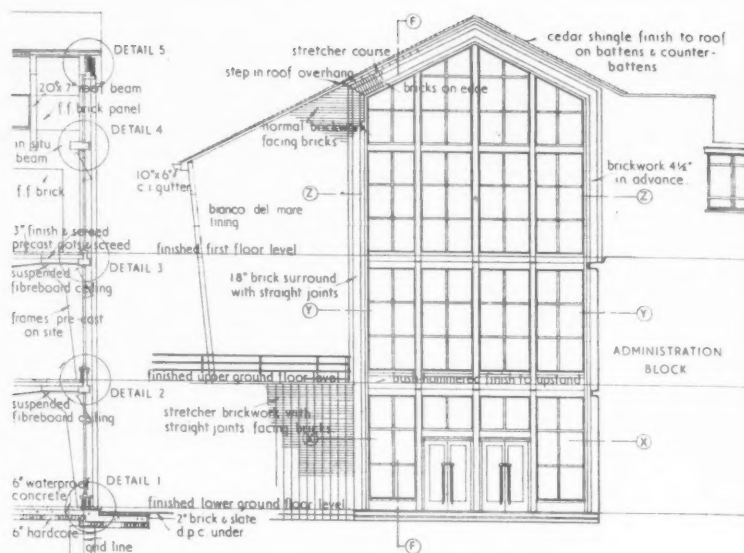 DETAIL 5
20"x 7" roof beam
f.f brick panel
DETAIL 4
in situ
beam
f.f brick
3" finish & screed
precast pots & screed
suspended
fibreboard ceiling
DETAIL 3
frames pre-cast
on site
DETAIL 2
suspended
fibreboard ceiling
DETAIL 1
6" waterproof
concrete
6" hardcore
grid line
2" brick & slate
d.p.c. under
F
stretcher course
step in roof overhang
bricks on edge
cedar shingle finish to roof
on battens & counter-
battens
normal brickwork
facing bricks
10"x 6"
c i gutter
bianco del mare
lining
finished first floor level
18" brick surround
with straight joints
Z
Z
brickwork 4½"
in advance
Y
Y
ADMINISTRATION
BLOCK
finished upper ground floor level
bush-hammered finish to upstand
stretcher brickwork with
straight joints facing bricks
X
X
finished lower ground floor level
F